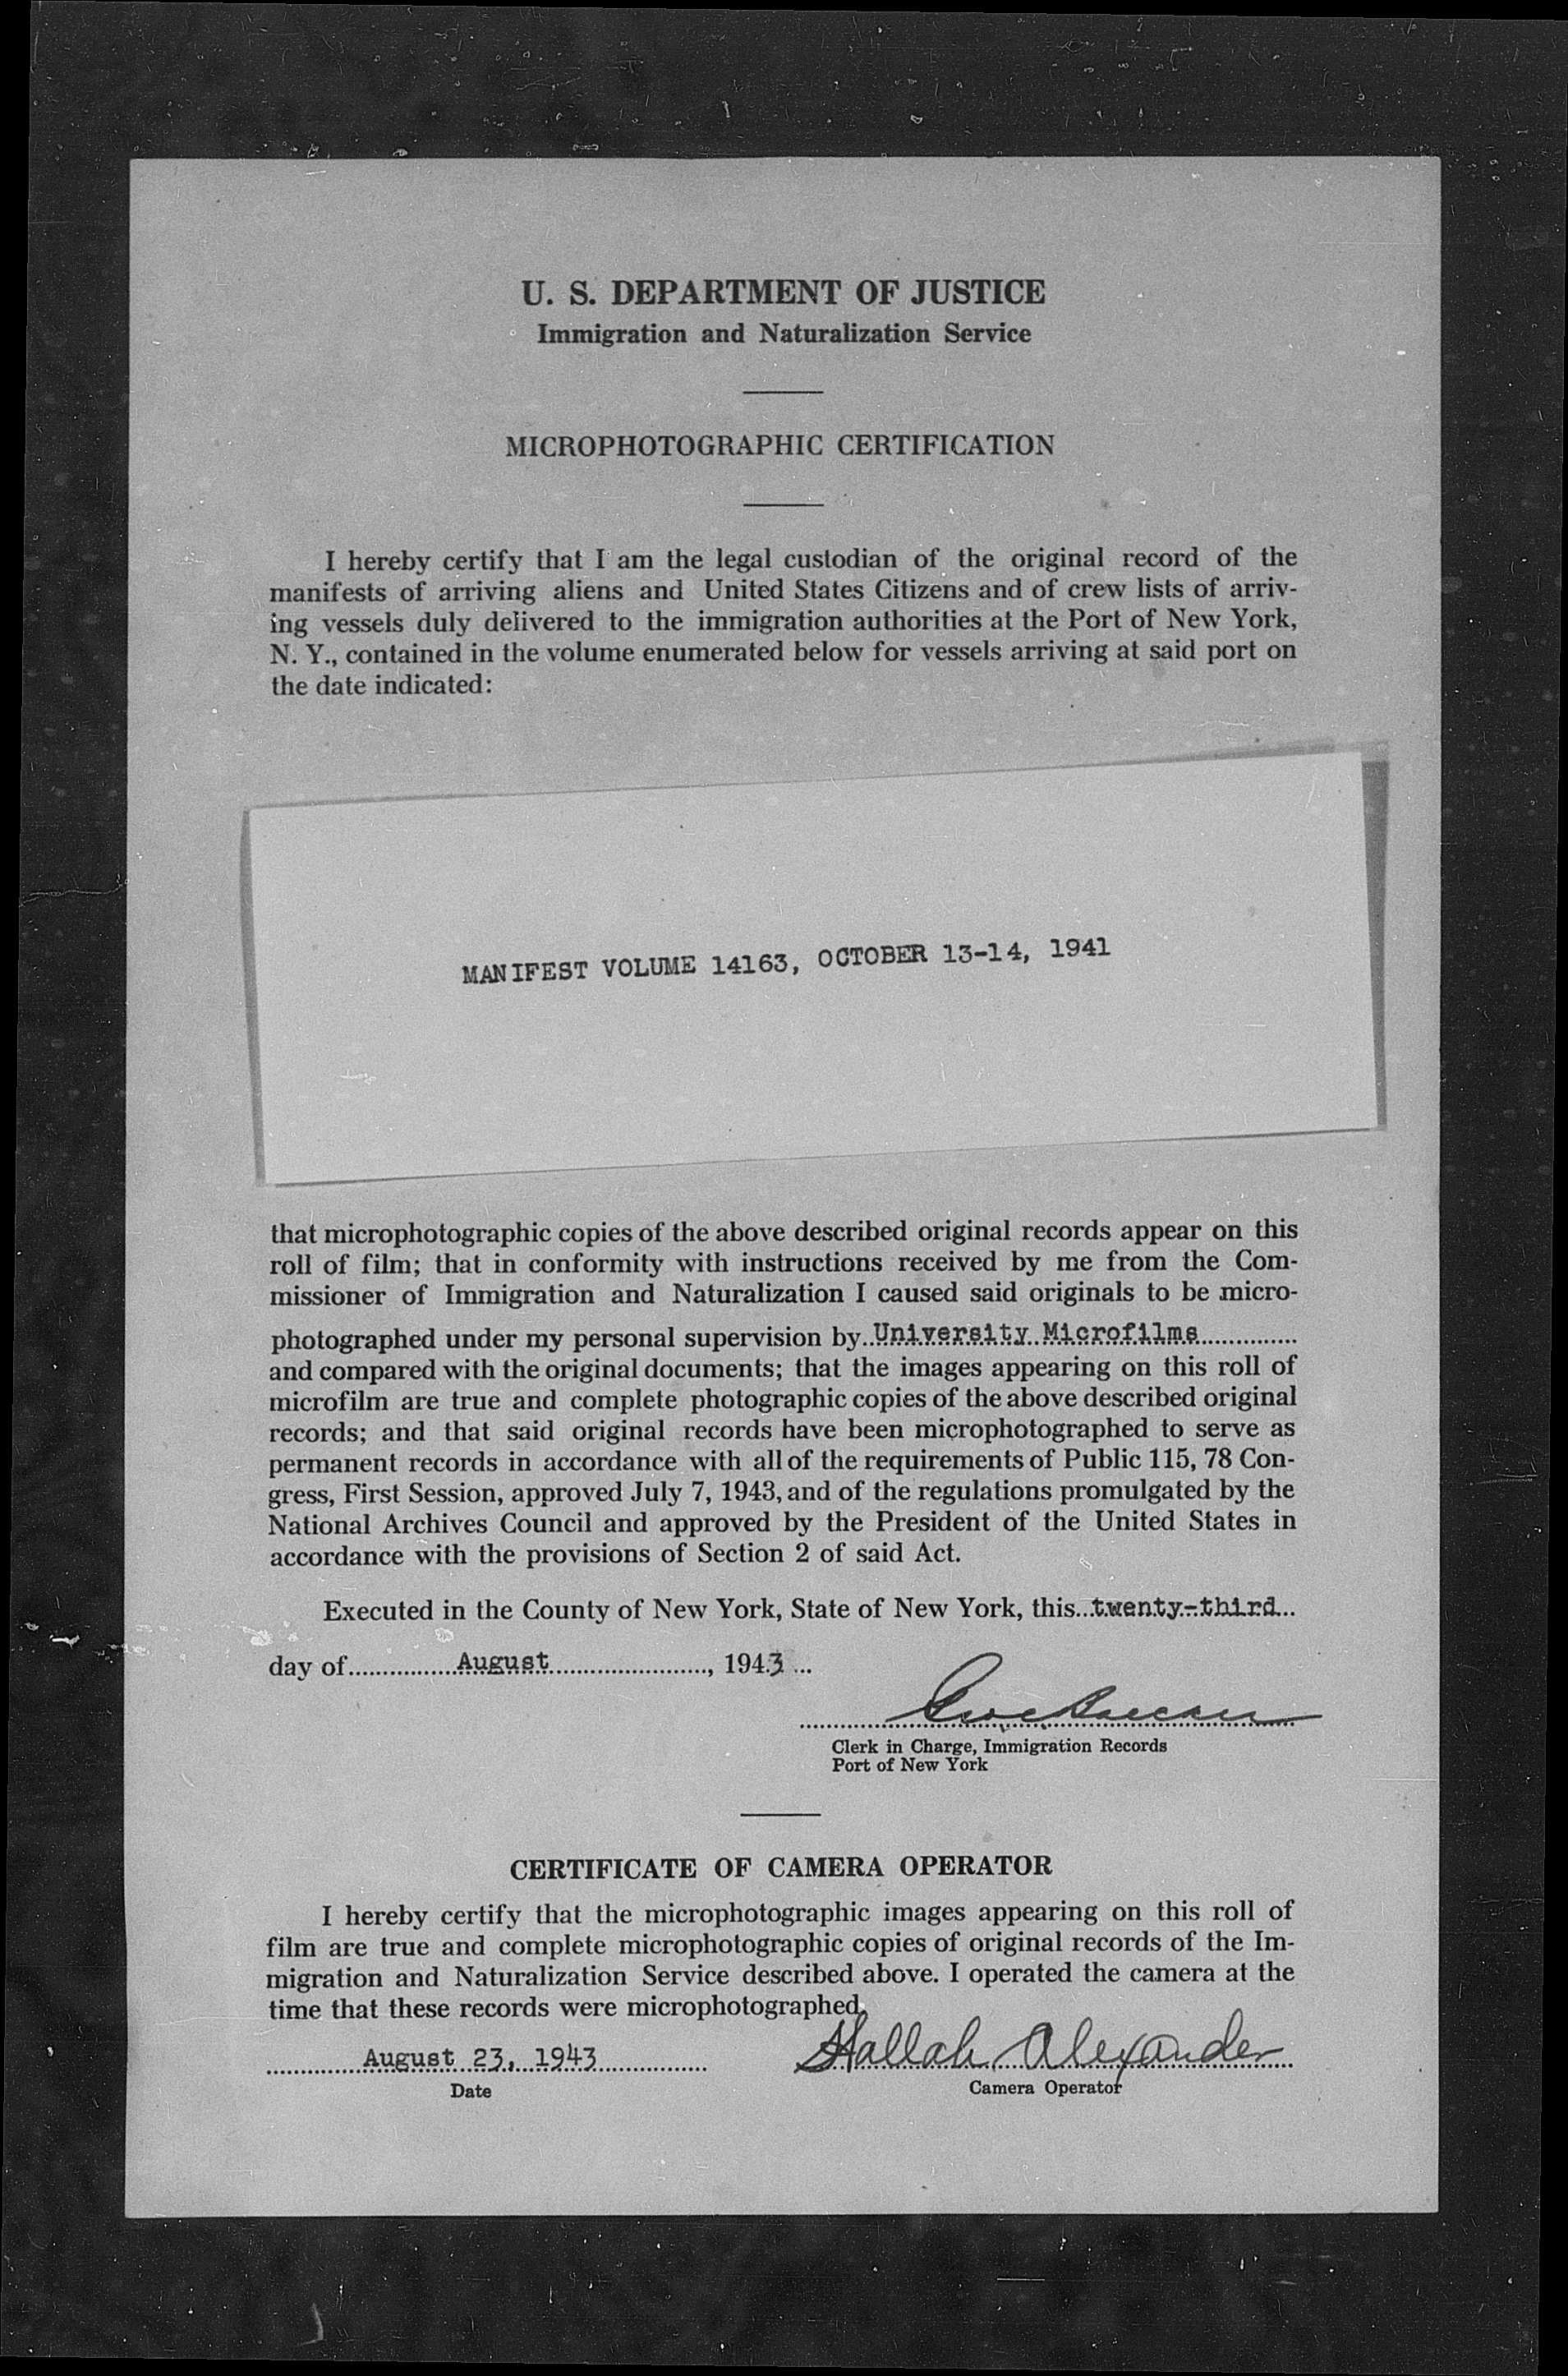 U. S. DEPARTMENT OF JUSTICE
Immigration and Naturalization Service
MICROPHOTOGRAPHIC CERTIFICATION
I hereby certify that I am the legal custodian of the original record of the
manifests of arriving aliens and United States Citizens and of crew lists of arriv-
ing vessels duly delivered to the immigration authorities at the Port of New York,
N. Y., contained in the volume enumerated below for vessels arriving at said port on
the date indicated:
MANIFEST VOLUME 14163, OCTOBER 13-14, 1941
that microphotographic copies of the above described original records appear on this
roll of film; that in conformity with instructions received by me from the Com-
missioner of Immigration and Naturalization I caused said originals to be micro-
photographed under my personal supervision by University Microfilms
and compared with the original documents; that the images appearing on this roll of
microfilm are true and complete photographic copies of the above described original
records; and that said original records have been microphotographed to serve as
permanent records in accordance with all of the requirements of Public 115, 78 Con-
gress, First Session, approved July 7, 1943, and of the regulations promulgated by the
National Archives Council and approved by the President of the United States in
accordance with the provisions of Section 2 of said Act.
Executed in the County of New York, State of New York, this twenty-third
day of August, 1943
Clerk in Charge, Immigration Records
Port of New York
CERTIFICATE OF CAMERA OPERATOR
I hereby certify that the microphotographic images appearing on this roll of
film are true and complete microphotographic copies of original records of the Im-
migration and Naturalization Service described above. I operated the camera at the
time that these records were microphotographed.
August 23, 1943 Hallah Alexander
Date Camera Operator